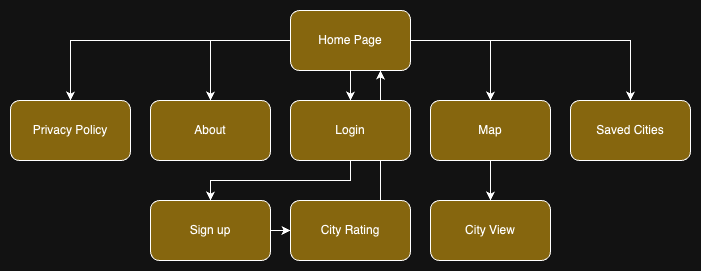 Home Page
Privacy Policy
About
Login
Map
Saved Cities
Sign up
City Rating
City View